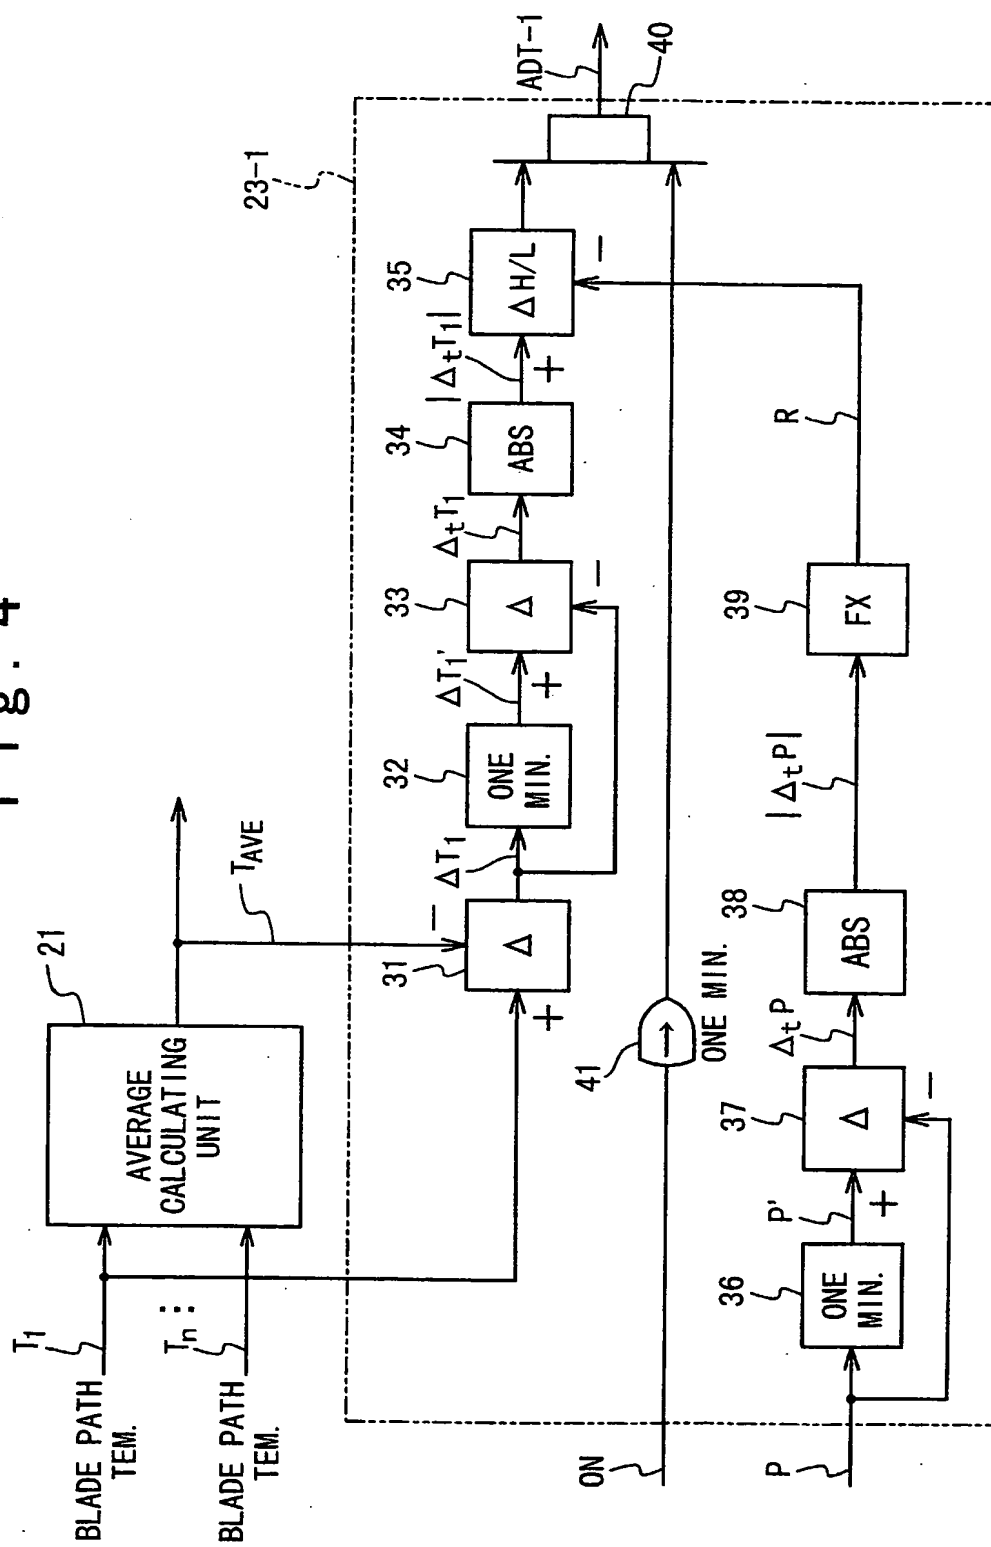 Fig. 4
BLADE PATH
TEM.
T1
BLADE PATH
TEM.
Tn
⋮
AVERAGE
CALCULATING
UNIT
21
TAVE
23-1
+
-
31
Δ
ΔT1
32
ONE
MIN.
ΔT1'
+
33
Δ
-
ΔtT1
34
ABS
|ΔtT1|
+
35
ΔH/L
-
ADT-1
40
ON
41
→
ONE MIN.
P
36
ONE
MIN.
P'
+
37
Δ
-
ΔtP
38
ABS
|ΔtP|
39
FX
R